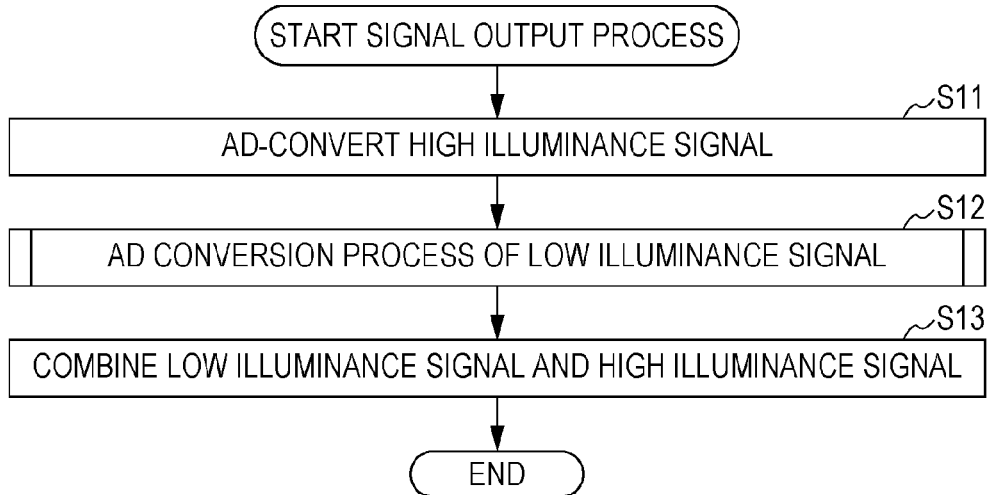 START SIGNAL OUTPUT PROCESS
S11
AD-CONVERT HIGH ILLUMINANCE SIGNAL
S12
AD CONVERSION PROCESS OF LOW ILLUMINANCE SIGNAL
S13
COMBINE LOW ILLUMINANCE SIGNAL AND HIGH ILLUMINANCE SIGNAL
END